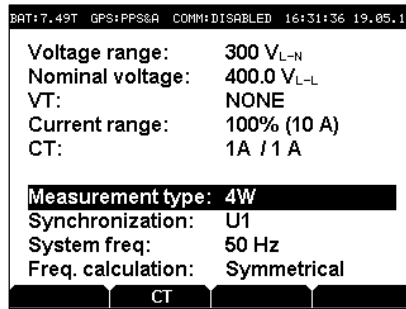 BAT:7.49T GPS:PPS&A COMM:DISABLED 16:31:36 19.05.1
Voltage range: 300 VL-N
Nominal voltage: 400.0 VL-L
VT: NONE
Current range: 100% (10 A)
CT: 1A / 1 A
Measurement type: 4W
Synchronization: U1
System freq: 50 Hz
Freq. calculation: Symmetrical
CT